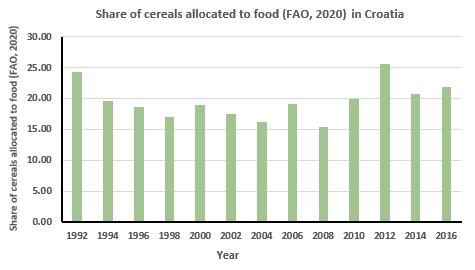 Share of cereals allocated to food (FAO, 2020) in Croatia
Share of cereals allocated to food (FAO, 2020)
30.00
25.00
20.00
15.00
10.00
5.00
0.00
1992 1994 1996 1998 2000 2002 2004 2006 2008 2010 2012 2014 2016
Year